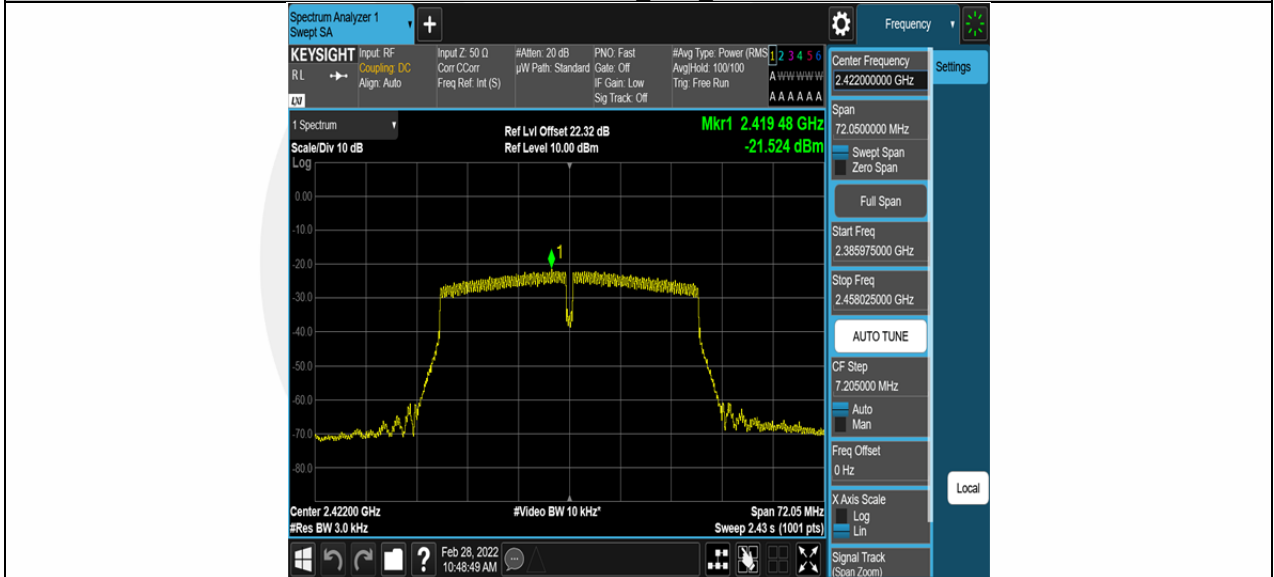 Spectrum Analyzer 1
Swept SA
+
Frequency
KEYSIGHT
RL
LXI
Input: RF
Coupling: DC
Align: Auto
Input Z: 50 Ω
Corr CCorr
Freq Ref: Int (S)
#Atten: 20 dB
µW Path: Standard
PNO: Fast
Gate: Off
IF Gain: Low
Sig Track: Off
#Avg Type: Power (RMS
Avg|Hold: 100/100
Trig: Free Run
1 2 3 4 5 6
A W W W W W
A A A A A A
1 Spectrum
Scale/Div 10 dB
Log
Ref Lvl Offset 22.32 dB
Ref Level 10.00 dBm
Mkr1 2.419 48 GHz
-21.524 dBm
0.00
-10.0
-20.0
-30.0
-40.0
-50.0
-60.0
-70.0
-80.0
1
Center 2.42200 GHz
#Res BW 3.0 kHz
#Video BW 10 kHz*
Span 72.05 MHz
Sweep 2.43 s (1001 pts)
?
Feb 28, 2022
10:48:49 AM
Center Frequency
2.422000000 GHz
Settings
Span
72.0500000 MHz
Swept Span
Zero Span
Full Span
Start Freq
2.385975000 GHz
Stop Freq
2.458025000 GHz
AUTO TUNE
CF Step
7.205000 MHz
Auto
Man
Freq Offset
0 Hz
X Axis Scale
Log
Lin
Local
Signal Track
(Span Zoom)